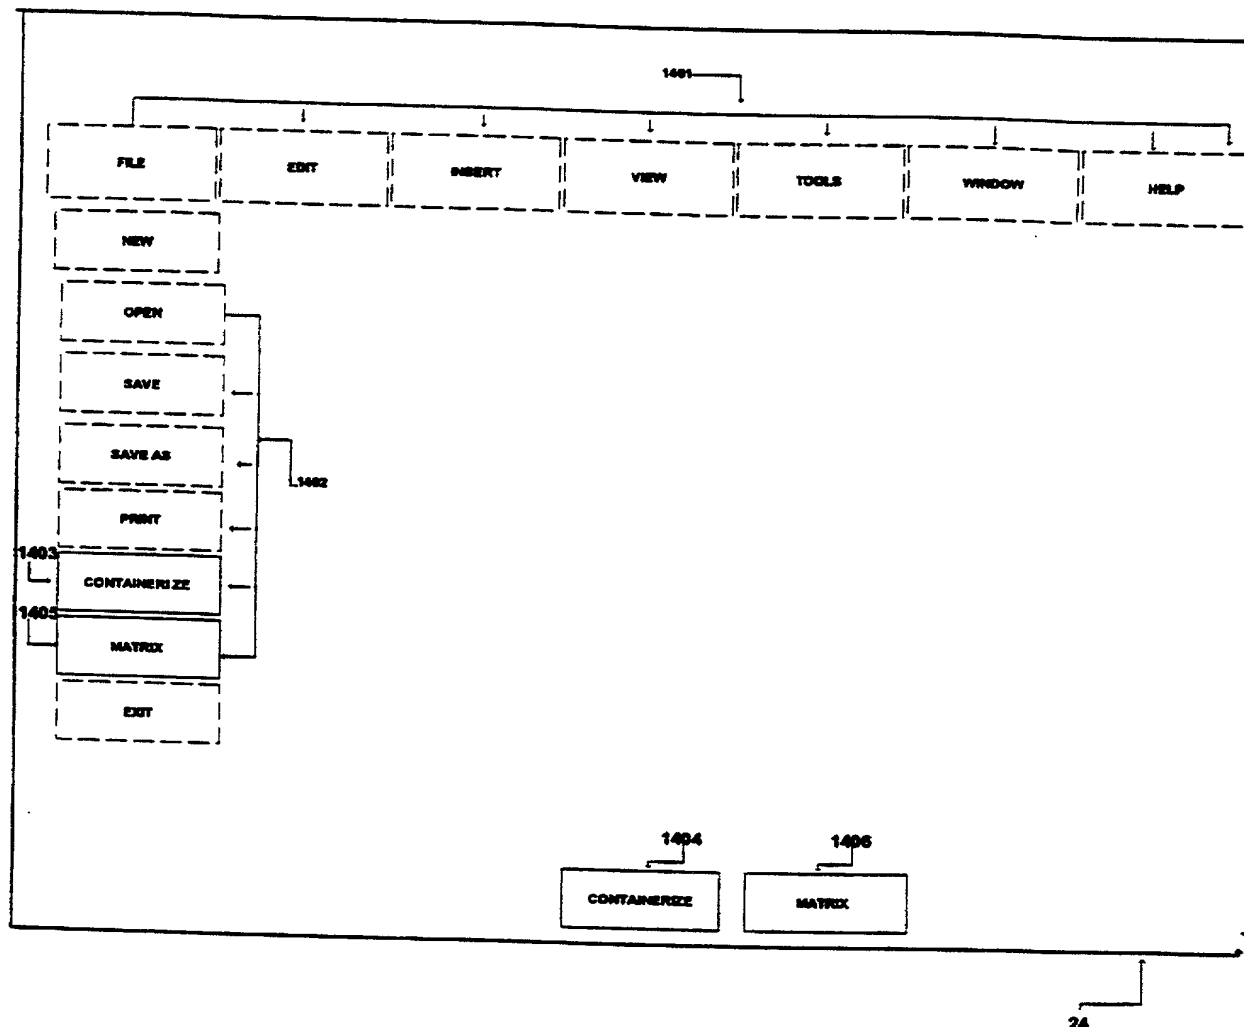 1401
FILE
EDIT
INSERT
VIEW
TOOLS
WINDOW
HELP
NEW
OPEN
SAVE
SAVE AS
1402
PRINT
1403
CONTAINERIZE
1405
MATRIX
EXIT
1404
1406
CONTAINERIZE
MATRIX
24